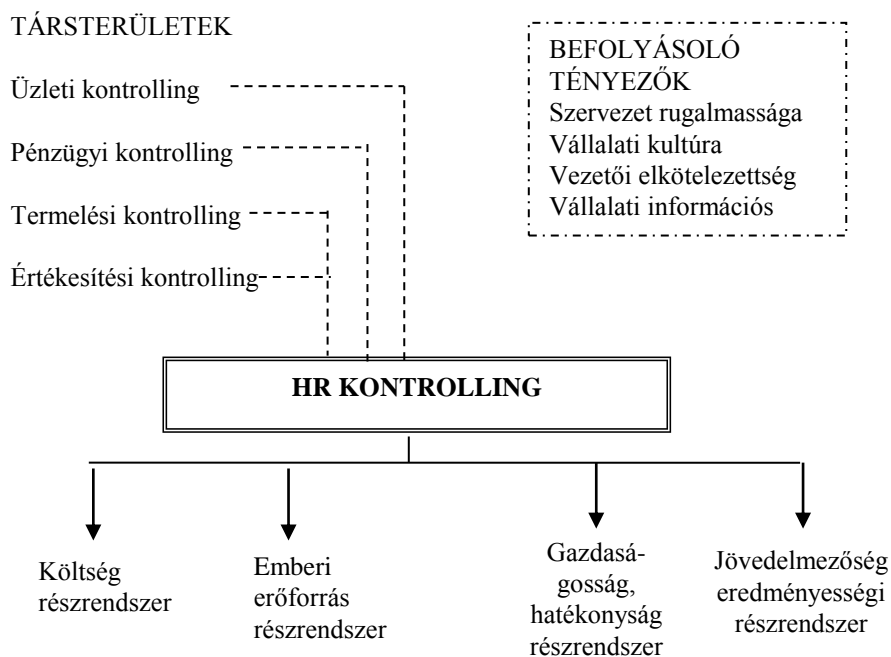 TÁRSTERÜLETEK
Üzleti kontrolling
Pénzügyi kontrolling
Termelési kontrolling
Értékesítési kontrolling
BEFOLYÁSOLÓ
TÉNYEZŐK
Szervezet rugalmassága
Vállalati kultúra
Vezetői elkötelezettség
Vállalati információs
HR KONTROLLING
Költség
részrendszer
Emberi
erőforrás
részrendszer
Gazdasá-
gosság,
hatékonyság
részrendszer
Jövedelmezőség
eredményességi
részrendszer